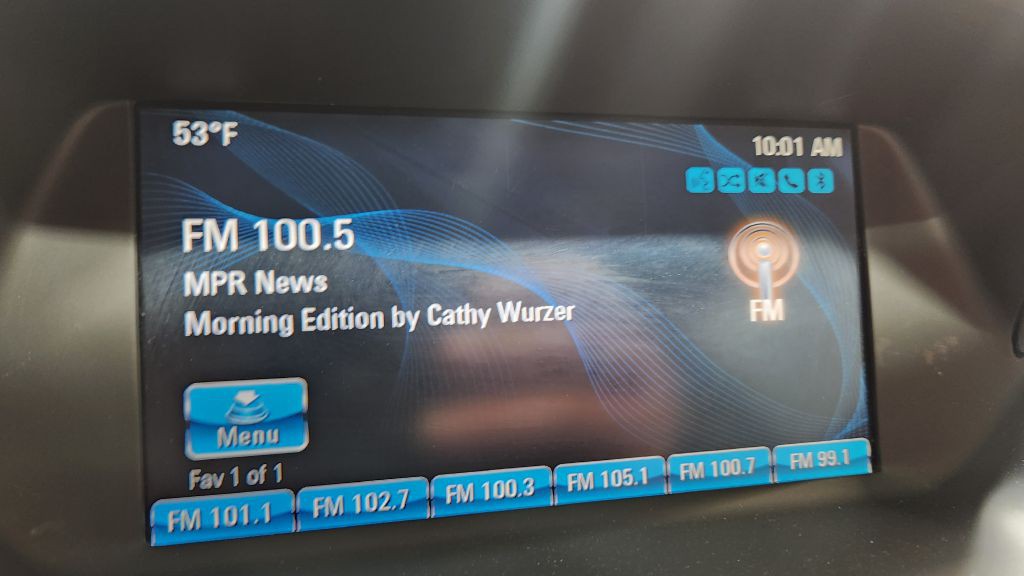 53°F
10:01 AM
FM 100.5
MPR News
Morning Edition by Cathy Wurzer
FM
Menu
Fav 1 of 1
FM 101.1
FM 102.7
FM 100.3
FM 105.1
FM 100.7
FM 99.1